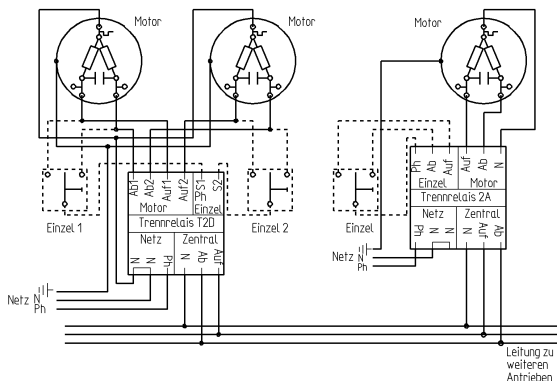 Motor
Motor
Motor
Ab1
Ab2
Auf1
Auf2
PS1
S2
Ph
Motor
Einzel
Trennrelais T2D
Netz
Zentral
N
N
Ph
N
Ab
Auf
Einzel 1
Einzel 2
Netz N
Ph
Ph
Ab
Auf
Auf
Ab
N
Einzel
Motor
Trennrelais 2A
Netz
Zentral
Ph
N
N
N
Auf
Ab
Einzel
Netz N
Ph
Leitung zu
weiteren
Antrieben